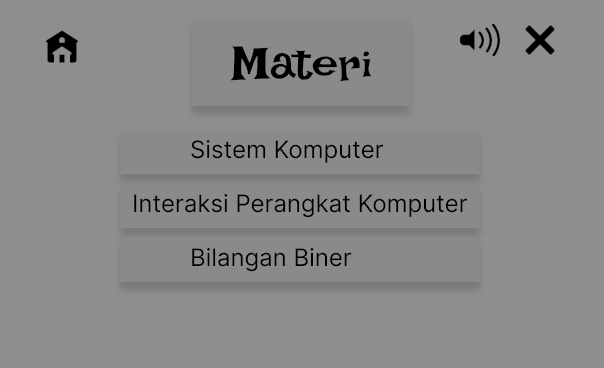 Materi
Sistem Komputer
Interaksi Perangkat Komputer
Bilangan Biner